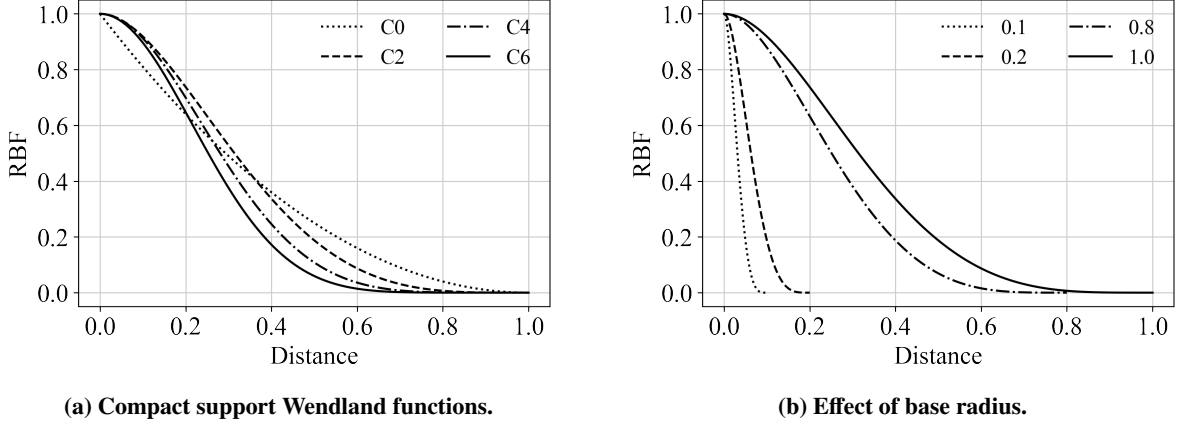 1.0
0.8
0.6
0.4
0.2
0.0
RBF
C0
C2
C4
C6
0.0 0.2 0.4 0.6 0.8 1.0
Distance
(a) Compact support Wendland functions.
1.0
0.8
0.6
0.4
0.2
0.0
RBF
0.1
0.2
0.8
1.0
0.0 0.2 0.4 0.6 0.8 1.0
Distance
(b) Effect of base radius.